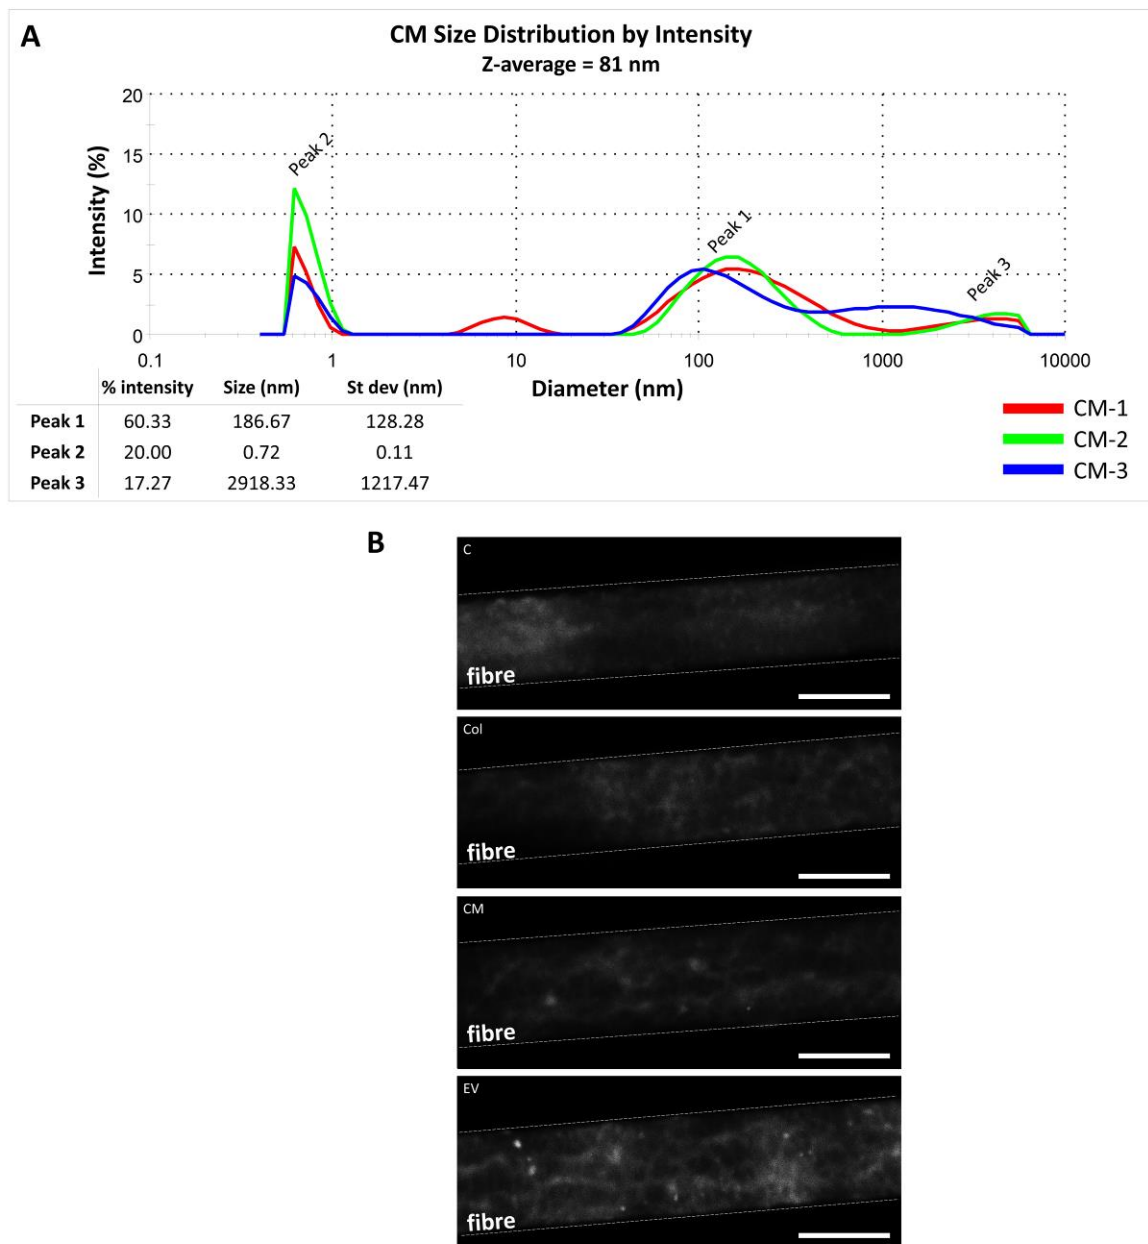 A
CM Size Distribution by Intensity
Z-average = 81 nm
Intensity (%)
20
15
10
5
0
Peak 2
Peak 1
Peak 3
0.1 1 10 100 1000 10000
Diameter (nm)
% intensity Size (nm) St dev (nm)
Peak 1 60.33 186.67 128.28
Peak 2 20.00 0.72 0.11
Peak 3 17.27 2918.33 1217.47
CM-1
CM-2
CM-3
B
C
fibre
Col
fibre
CM
fibre
EV
fibre